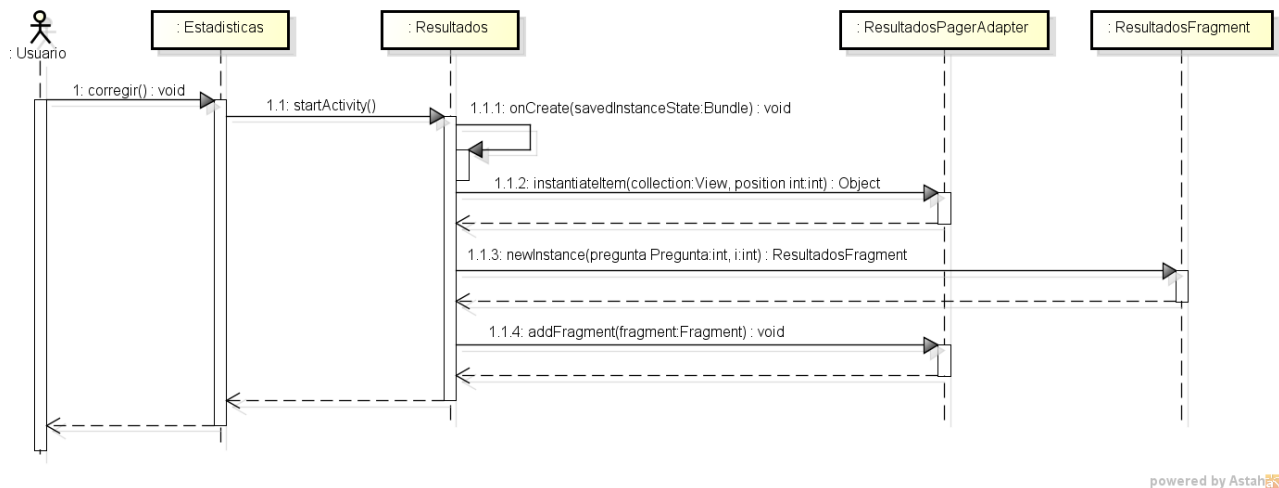 : Estadisticas
: Resultados
: ResultadosPagerAdapter
: ResultadosFragment
: Usuario
1: corregir() : void
1.1: startActivity()
1.1.1: onCreate(savedInstanceState:Bundle) : void
1.1.2: instantiateItem(collection:View, position int:int) : Object
1.1.3: newInstance(pregunta Pregunta:int, i:int) : ResultadosFragment
1.1.4: addFragment(fragment:Fragment) : void
powered by Astah